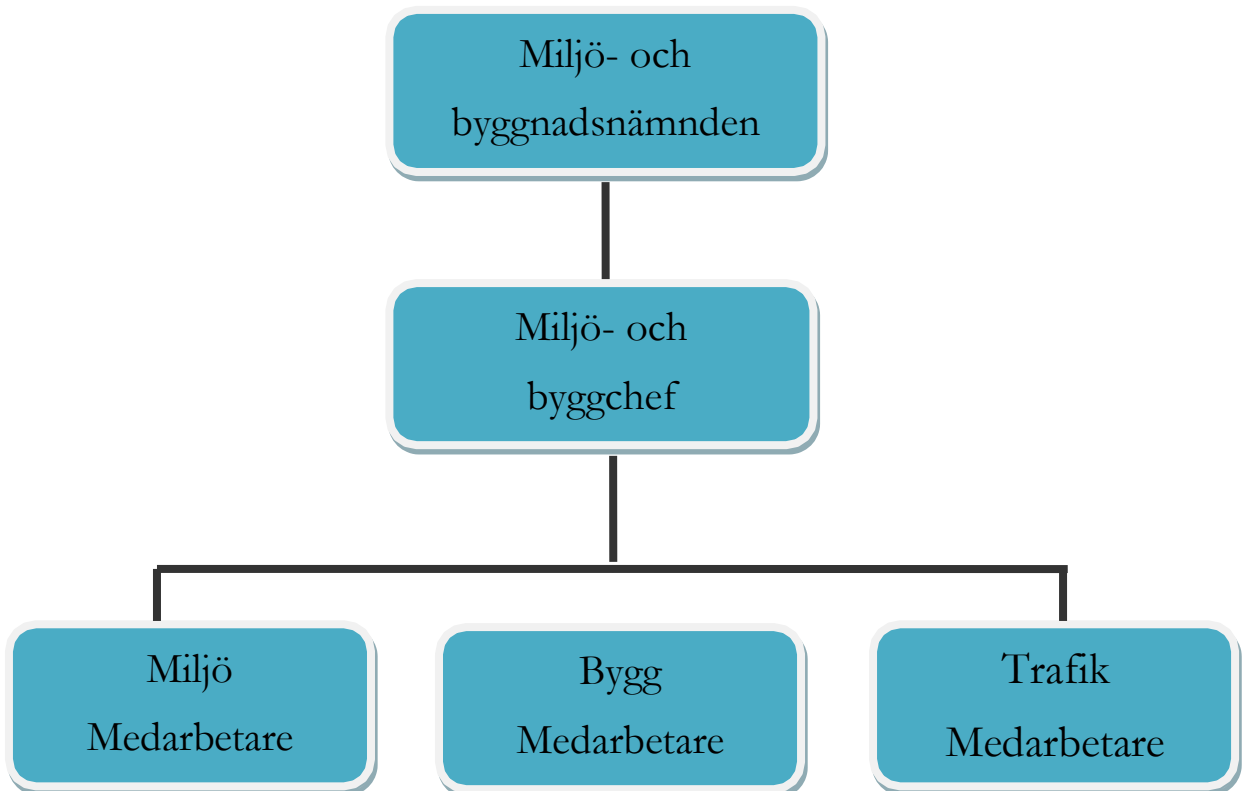 Miljö- och
byggnadsnämnden
Miljö- och
byggchef
Miljö
Medarbetare
Bygg
Medarbetare
Trafik
Medarbetare